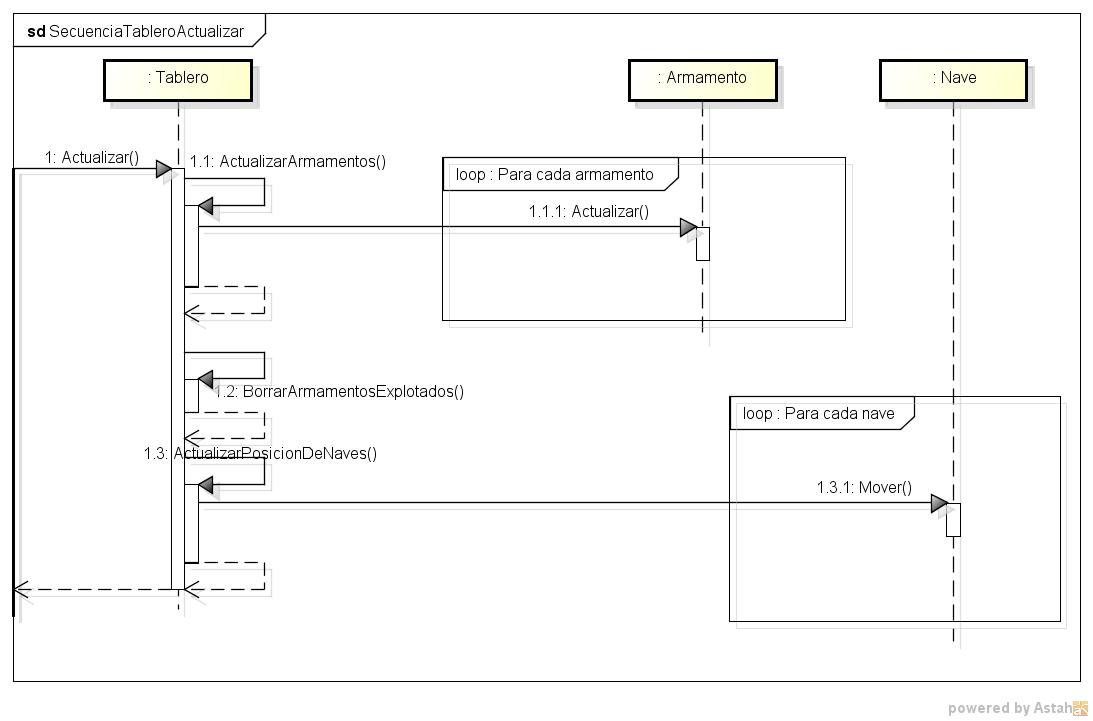 sd SecuenciaTableroActualizar
: Tablero
: Armamento
: Nave
1: Actualizar()
1.1: ActualizarArmamentos()
loop : Para cada armamento
1.1.1: Actualizar()
1.2: BorrarArmamentosExplotados()
loop : Para cada nave
1.3: ActualizarPosicionDeNaves()
1.3.1: Mover()
powered by Astah